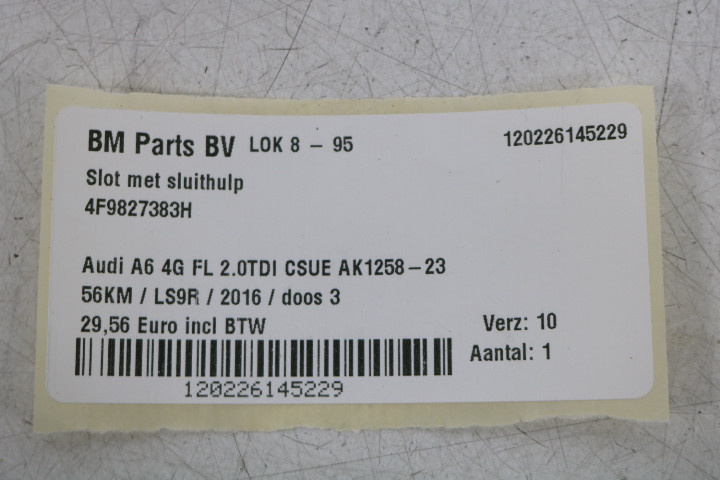 BM Parts BV LOK 8 - 95 120226145229
Slot met sluithulp
4F9827383H
Audi A6 4G FL 2.0TDI CSUE AK1258-23
56KM / LS9R / 2016 / doos 3
29,56 Euro incl BTW Verz: 10
Aantal: 1
120226145229